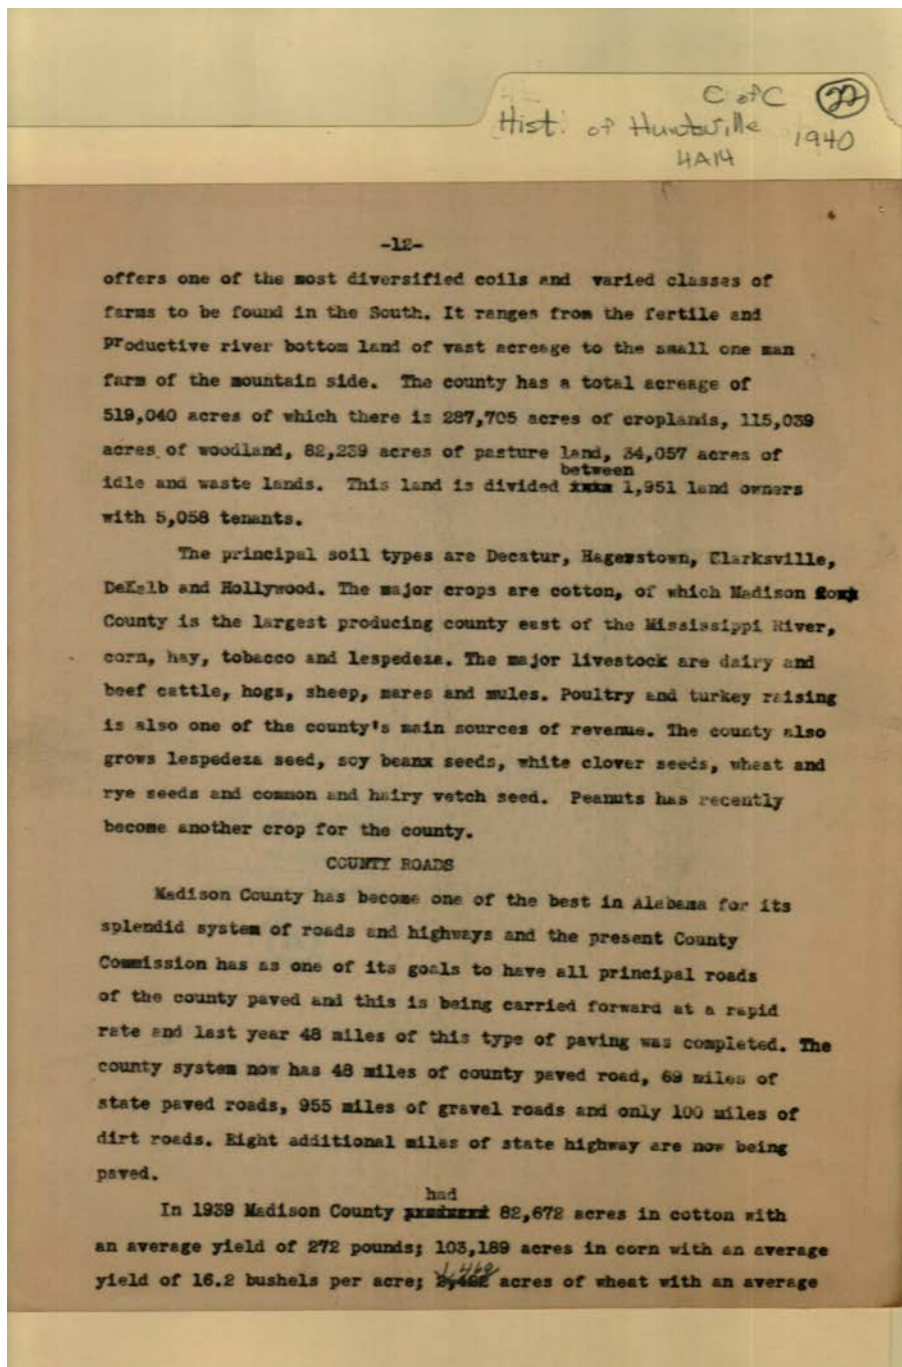 C of C 22
Hist. of Huntsville 1940
4A14
-12-
offers one of the most diversified coils and varied classes of
farms to be found in the South. It ranges from the fertile and
productive river bottom land of vast acreage to the small one man
farm of the mountain side. The county has a total acreage of
519,040 acres of which there is 287,705 acres of croplands, 115,039
acres of woodland, 82,239 acres of pasture land, 34,057 acres of
between
idle and waste lands. This land is divided 1,951 land owners
with 5,058 tenants.
The principal soil types are Decatur, Hagerstown, Clarksville,
DeKalb and Hollywood. The major crops are cotton, of which Madison
County is the largest producing county east of the Mississippi River,
corn, hay, tobacco and lespedeza. The major livestock are dairy and
beef cattle, hogs, sheep, mares and mules. Poultry and turkey raising
is also one of the county's main sources of revenue. The county also
grows lespedeza seed, soy beanx seeds, white clover seeds, wheat and
rye seeds and common and hairy vetch seed. Peanuts has recently
become another crop for the county.
COUNTY ROADS
Madison County has become one of the best in Alabama for its
splendid system of roads and highways and the present County
Commission has as one of its goals to have all principal roads
of the county paved and this is being carried forward at a rapid
rate and last year 48 miles of this type of paving was completed. The
county system now has 48 miles of county paved road, 69 miles of
state paved roads, 955 miles of gravel roads and only 100 miles of
dirt roads. Eight additional miles of state highway are now being
paved.
had
In 1939 Madison County 82,672 acres in cotton with
an average yield of 272 pounds; 103,189 acres in corn with an average
yield of 16.2 bushels per acre; acres of wheat with an average